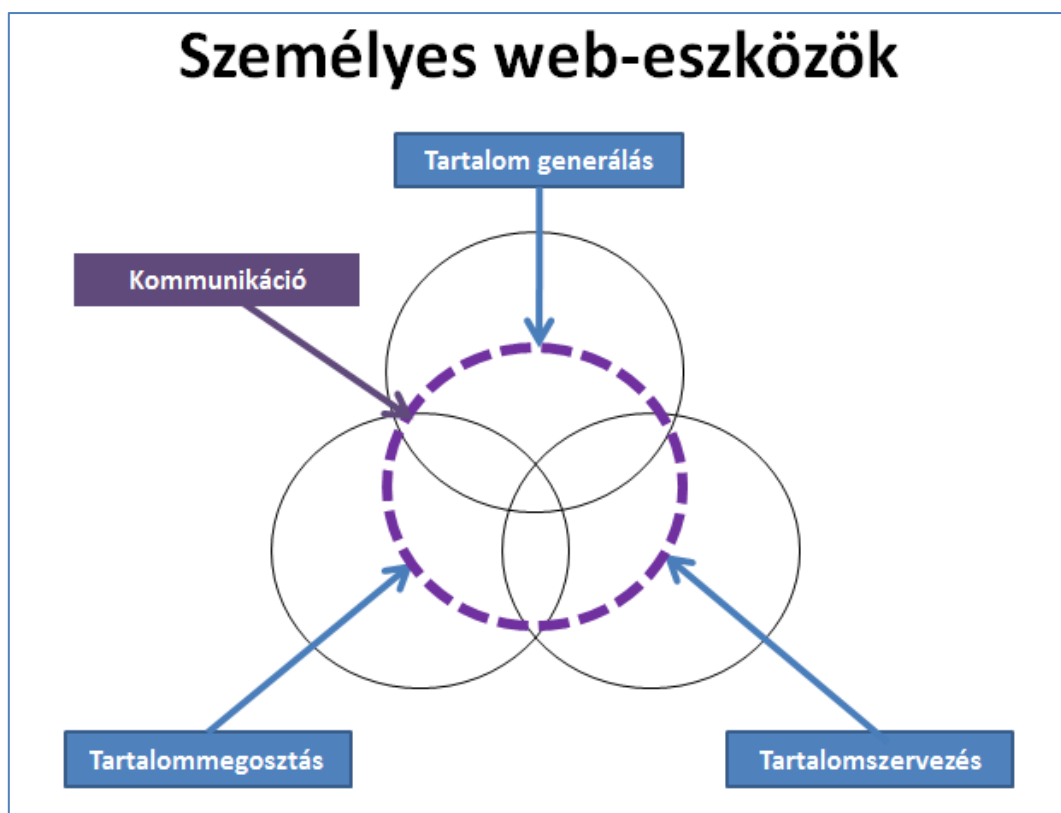 Személyes web-eszközök
Tartalom generálás
Kommunikáció
Tartalommegosztás
Tartalomszervezés